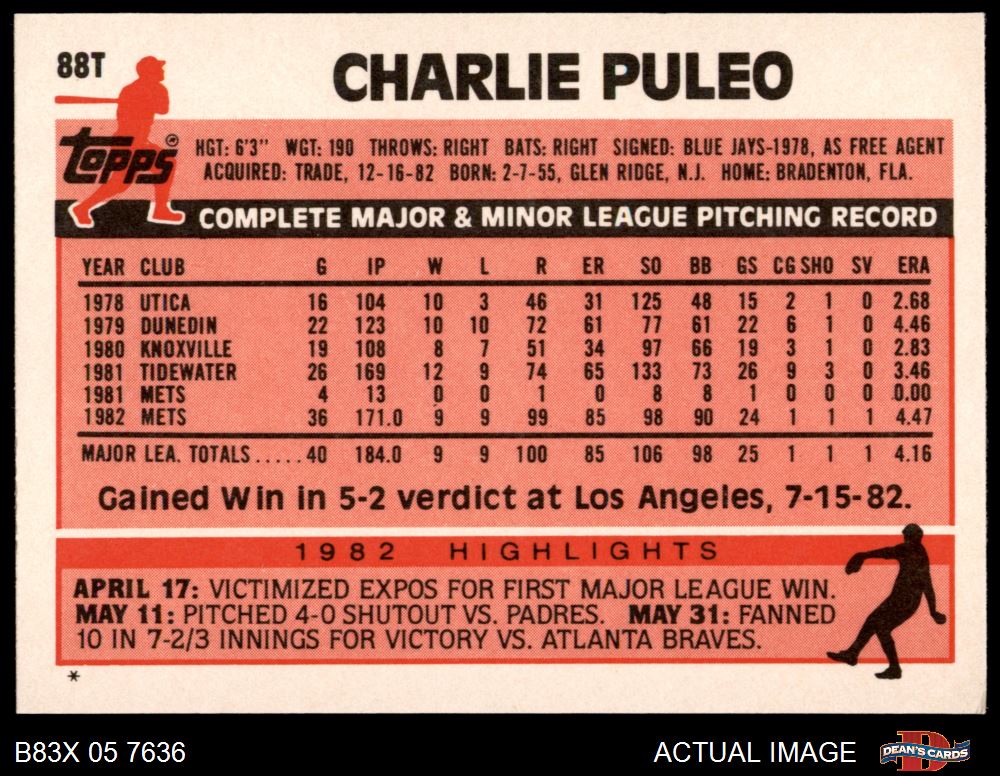 88T
CHARLIE PULEO
topps®
HGT: 6'3" WGT: 190 THROWS: RIGHT BATS: RIGHT SIGNED: BLUE JAYS-1978, AS FREE AGENT
ACQUIRED: TRADE, 12-16-82 BORN: 2-7-55, GLEN RIDGE, N.J. HOME: BRADENTON, FLA.
COMPLETE MAJOR & MINOR LEAGUE PITCHING RECORD
YEAR CLUB G IP W L R ER SO BB GS CG SHO SV ERA
1978 UTICA 16 104 10 3 46 31 125 48 15 2 1 0 2.68
1979 DUNEDIN 22 123 10 10 72 61 77 61 22 6 1 0 4.46
1980 KNOXVILLE 19 108 8 7 51 34 97 66 19 3 1 0 2.83
1981 TIDEWATER 26 169 12 9 74 65 133 73 26 9 3 0 3.46
1981 METS 4 13 0 0 1 0 8 8 1 0 0 0 0.00
1982 METS 36 171.0 9 9 99 85 98 90 24 1 1 1 4.47
MAJOR LEA. TOTALS.....40 184.0 9 9 100 85 106 98 25 1 1 1 4.16
Gained Win in 5-2 verdict at Los Angeles, 7-15-82.
1982 HIGHLIGHTS
APRIL 17: VICTIMIZED EXPOS FOR FIRST MAJOR LEAGUE WIN.
MAY 11: PITCHED 4-0 SHUTOUT VS. PADRES. MAY 31: FANNED
10 IN 7-2/3 INNINGS FOR VICTORY VS. ATLANTA BRAVES.
*
B83X 05 7636
ACTUAL IMAGE
D
DEAN'S CARDS